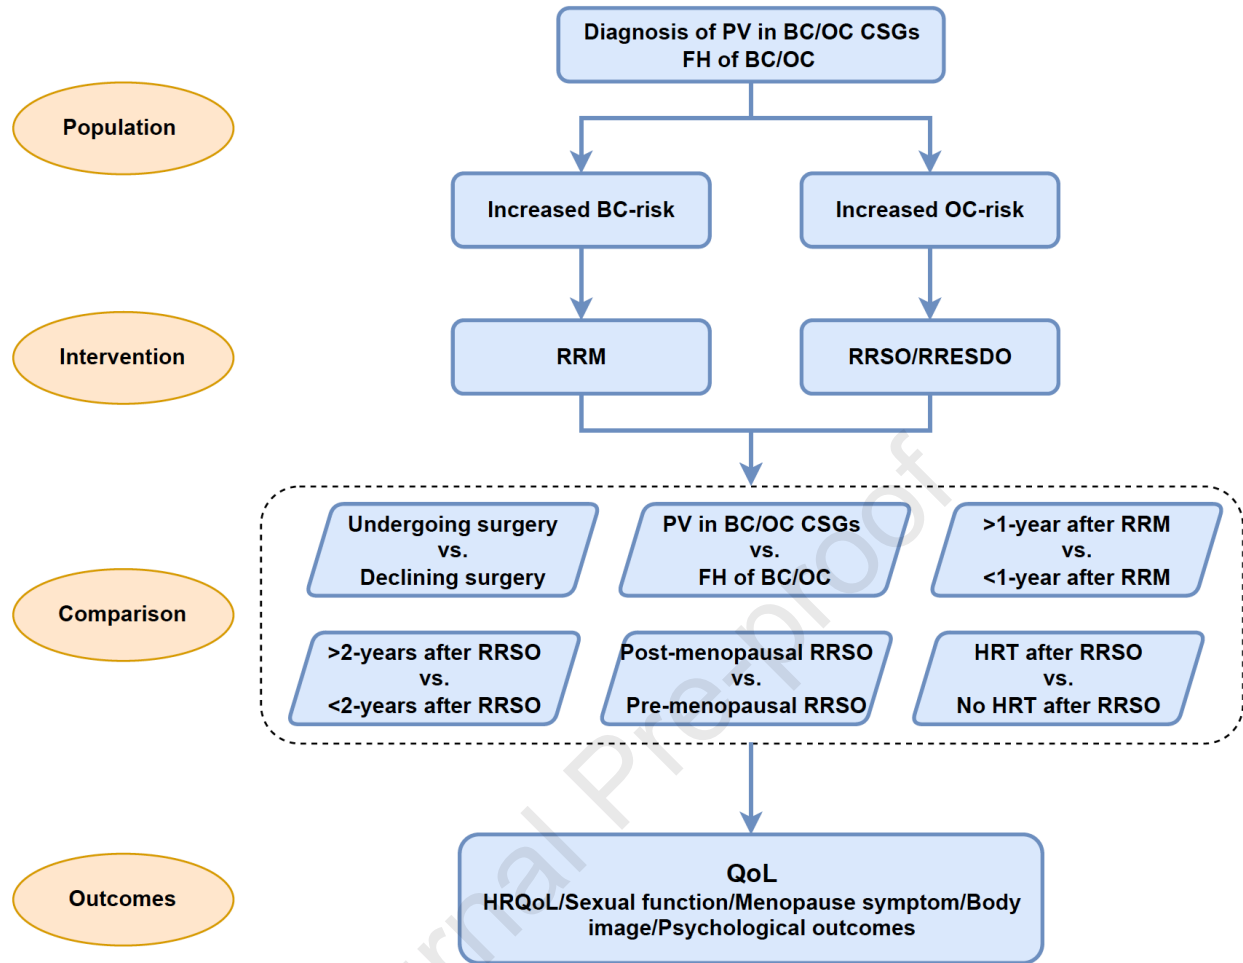 Diagnosis of PV in BC/OC CSGs
FH of BC/OC
Population
Increased BC-risk
Increased OC-risk
Intervention
RRM
RRSO/RRESDO
Comparison
Undergoing surgery
vs.
Declining surgery
PV in BC/OC CSGs
vs.
FH of BC/OC
>1-year after RRM
vs.
<1-year after RRM
>2-years after RRSO
vs.
<2-years after RRSO
Post-menopausal RRSO
vs.
Pre-menopausal RRSO
HRT after RRSO
vs.
No HRT after RRSO
Outcomes
QoL
HRQoL/Sexual function/Menopause symptom/Body
image/Psychological outcomes
rnal Pre-proof